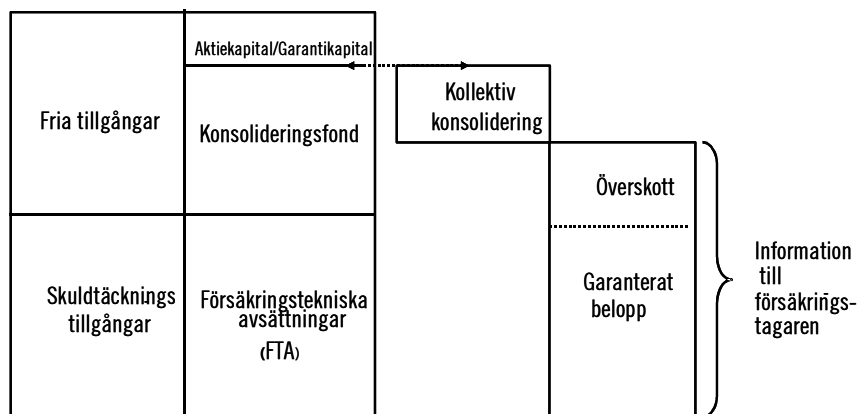 Aktiekapital/Garantikapital
Fria tillgångar
Konsolideringsfond
Kollektiv
konsolidering
Överskott
Skuldtäcknings
tillgångar
Försäkringstekniska
avsättningar
(FTA)
Garanterat
belopp
Information
till
försäkrings-
tagaren